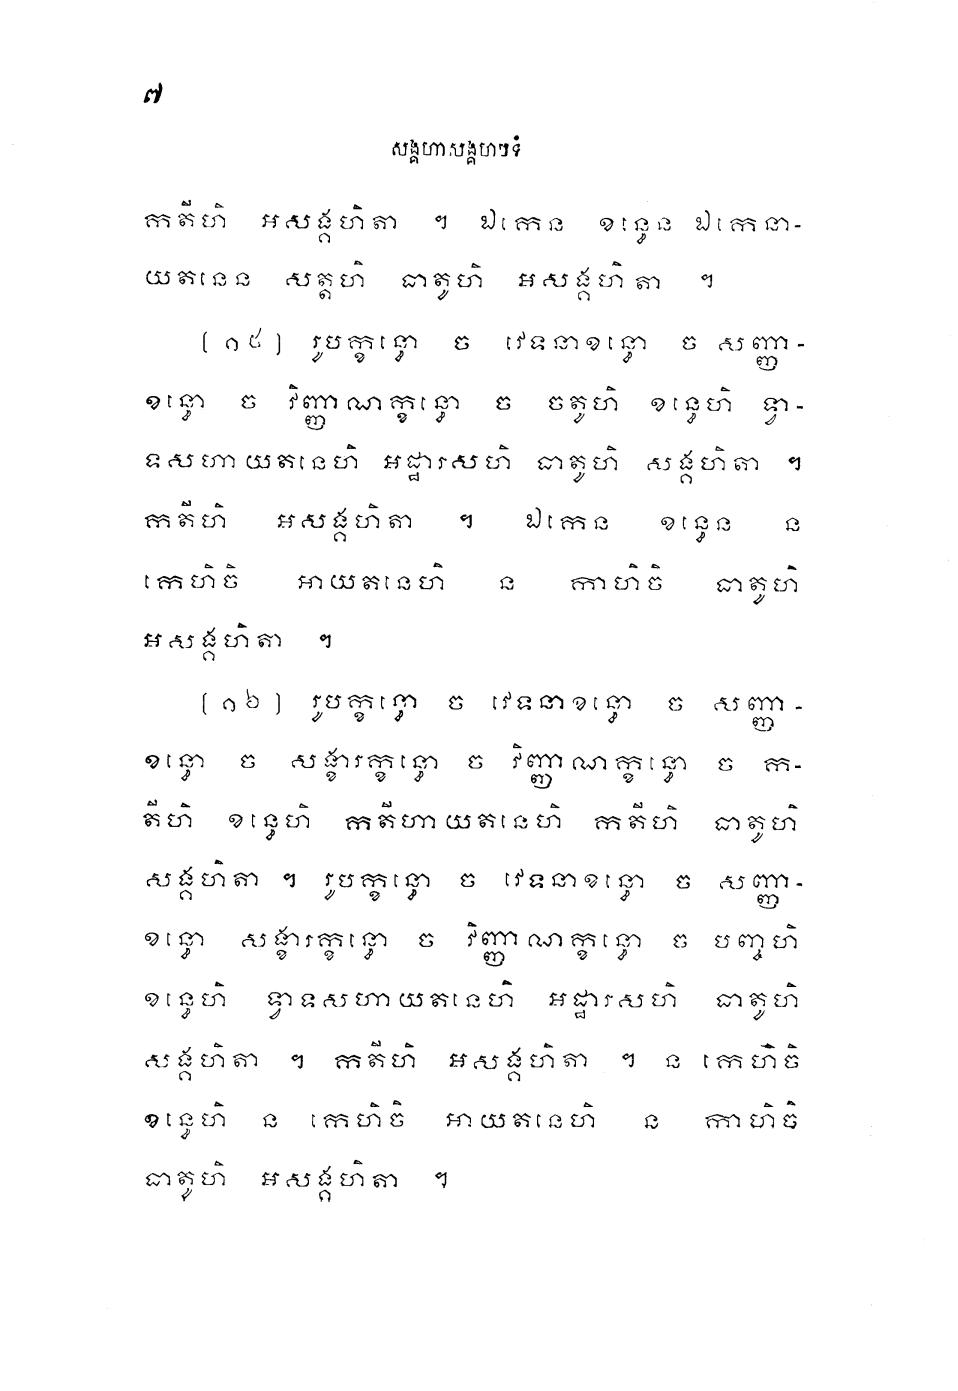 ៧
សង្គហាសង្គហបទំ
កតីហិ អសង្គហិតា ។ ឯកេន ខន្ធេន ឯកេនា-
យតនេន សត្តហិ ធាតូហិ អសង្គហិតា ។
(១៥) រូបក្ខន្ធោ ច វេទនាខន្ធោ ច សញ្ញា-
ខន្ធោ ច វិញ្ញាណក្ខន្ធោ ច ចតូហិ ខន្ធេហិ ទ្វា-
ទសហាយតនេហិ អដ្ឋារសហិ ធាតូហិ សង្គហិតា ។
កតីហិ អសង្គហិតា ។ ឯកេន ខន្ធេន ន
កេហិចិ អាយតនេហិ ន កាហិចិ ធាតូហិ
អសង្គហិតា ។
(១៦) រូបក្ខន្ធោ ច វេទនាខន្ធោ ច សញ្ញា-
ខន្ធោ ច សង្ខារក្ខន្ធោ ច វិញ្ញាណក្ខន្ធោ ច ក-
តីហិ ខន្ធេហិ កតីហាយតនេហិ កតីហិ ធាតូហិ
សង្គហិតា ។ រូបក្ខន្ធោ ច វេទនាខន្ធោ ច សញ្ញា-
ខន្ធោ សង្ខារក្ខន្ធោ ច វិញ្ញាណក្ខន្ធោ ច បញ្ចហិ
ខន្ធេហិ ទ្វាទសហាយតនេហិ អដ្ឋារសហិ ធាតូហិ
សង្គហិតា ។ កតីហិ អសង្គហិតា ។ ន កេហិចិ
ខន្ធេហិ ន កេហិចិ អាយតនេហិ ន កាហិចិ
ធាតូហិ អសង្គហិតា ។